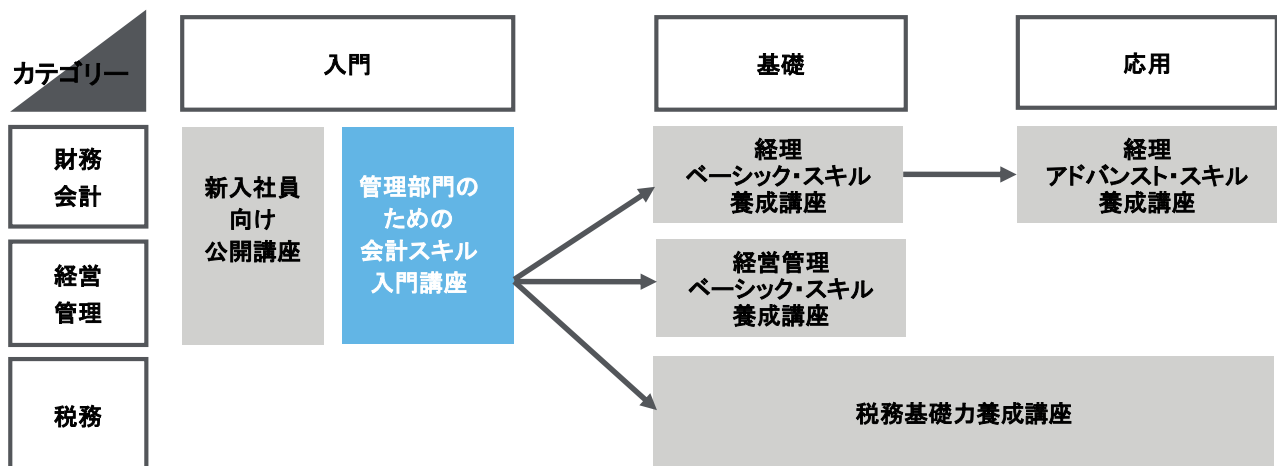 カテゴリー
入門
基礎
応用
財務
会計
新入社員
向け
公開講座
管理部門の
ための
会計スキル
入門講座
経理
ベーシック・スキル
養成講座
経理
アドバンスト・スキル
養成講座
経営
管理
経営管理
ベーシック・スキル
養成講座
税務
税務基礎力養成講座